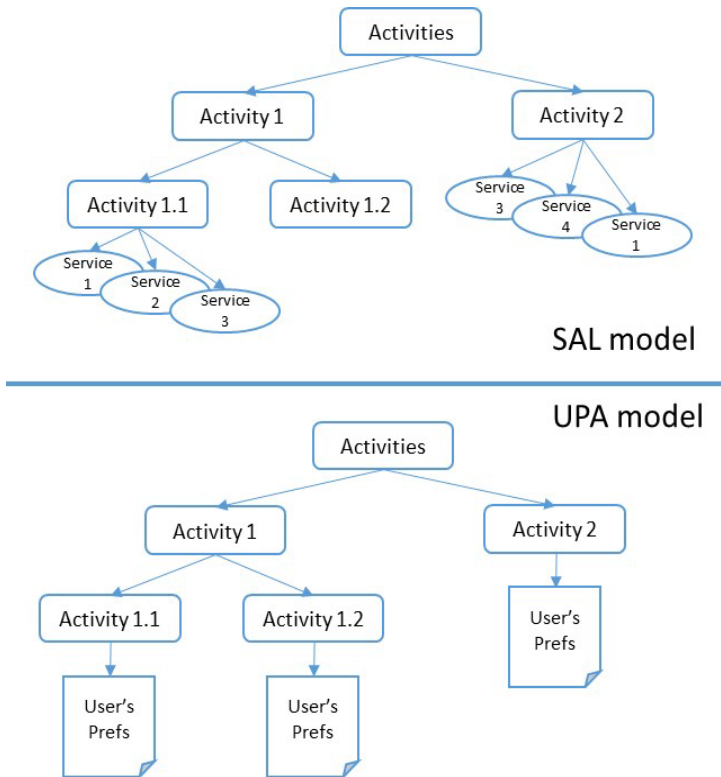 Activities
Activity 1
Activity 2
Activity 1.1
Activity 1.2
Service
3
Service
4
Service
1
Service
1
Service
2
Service
3
SAL model
UPA model
Activities
Activity 1
Activity 2
Activity 1.1
Activity 1.2
User's
Prefs
User's
Prefs
User's
Prefs